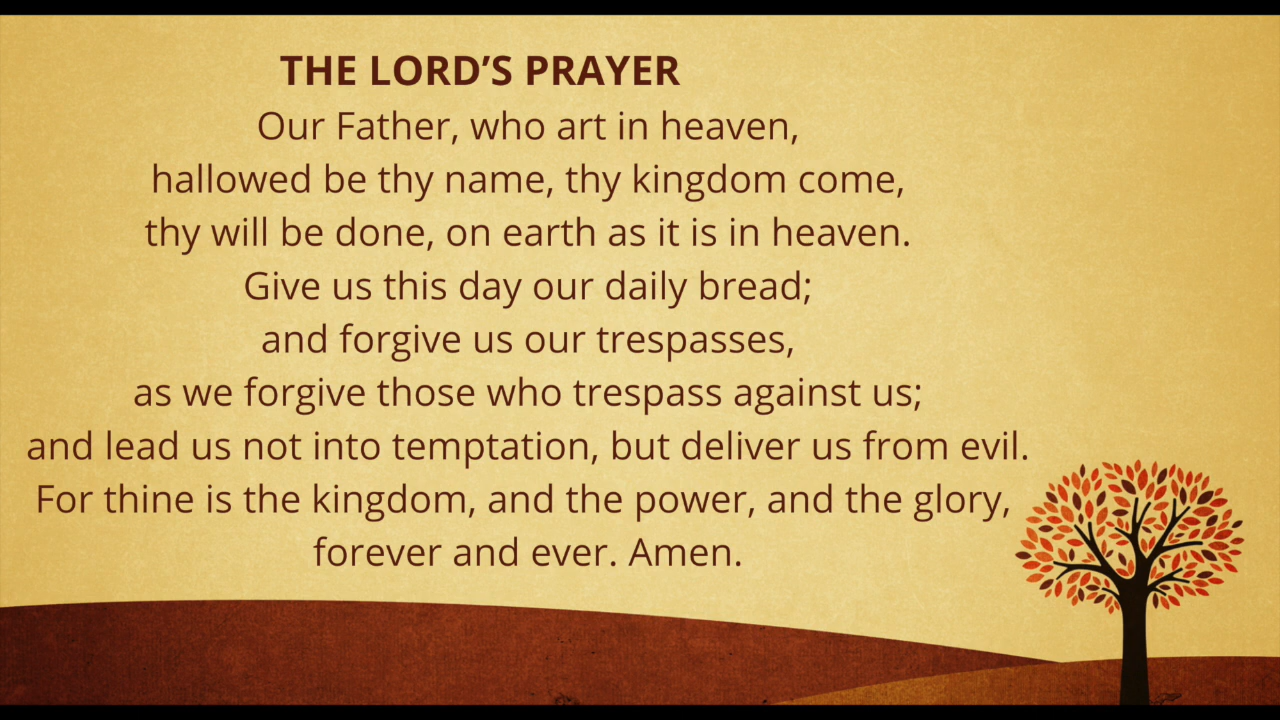 THE LORD’S PRAYER
Our Father, who art in heaven,
hallowed be thy name, thy kingdom come,
thy will be done, on earth as it is in heaven.
Give us this day our daily bread;
and forgive us our trespasses,
as we forgive those who trespass against us;
and lead us not into temptation, but deliver us from evil.
For thine is the kingdom, and the power, and the glory,
forever and ever. Amen.